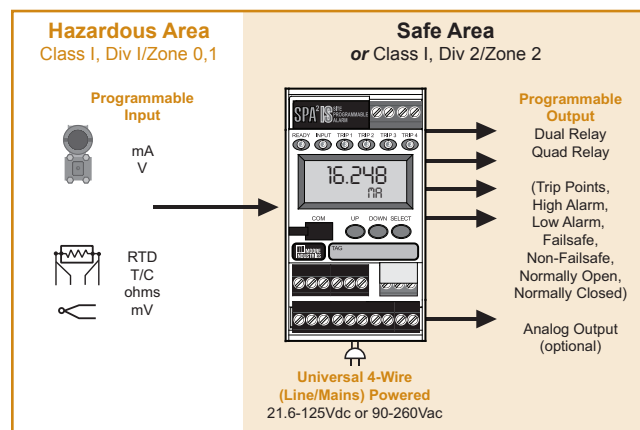 Hazardous Area
Class I, Div I/Zone 0,1
Programmable
Input
mA
V
RTD
T/C
ohms
mV
Safe Area
or Class I, Div 2/Zone 2
SPA² IS SITE
PROGRAMMABLE
ALARM
READY INPUT TRIP 1 TRIP 2 TRIP 3 TRIP 4
16.248
MA
COM UP DOWN SELECT
MOORE
INDUSTRIES
TAG
Universal 4-Wire
(Line/Mains) Powered
21.6-125Vdc or 90-260Vac
Programmable
Output
Dual Relay
Quad Relay
(Trip Points,
High Alarm,
Low Alarm,
Failsafe,
Non-Failsafe,
Normally Open,
Normally Closed)
Analog Output
(optional)